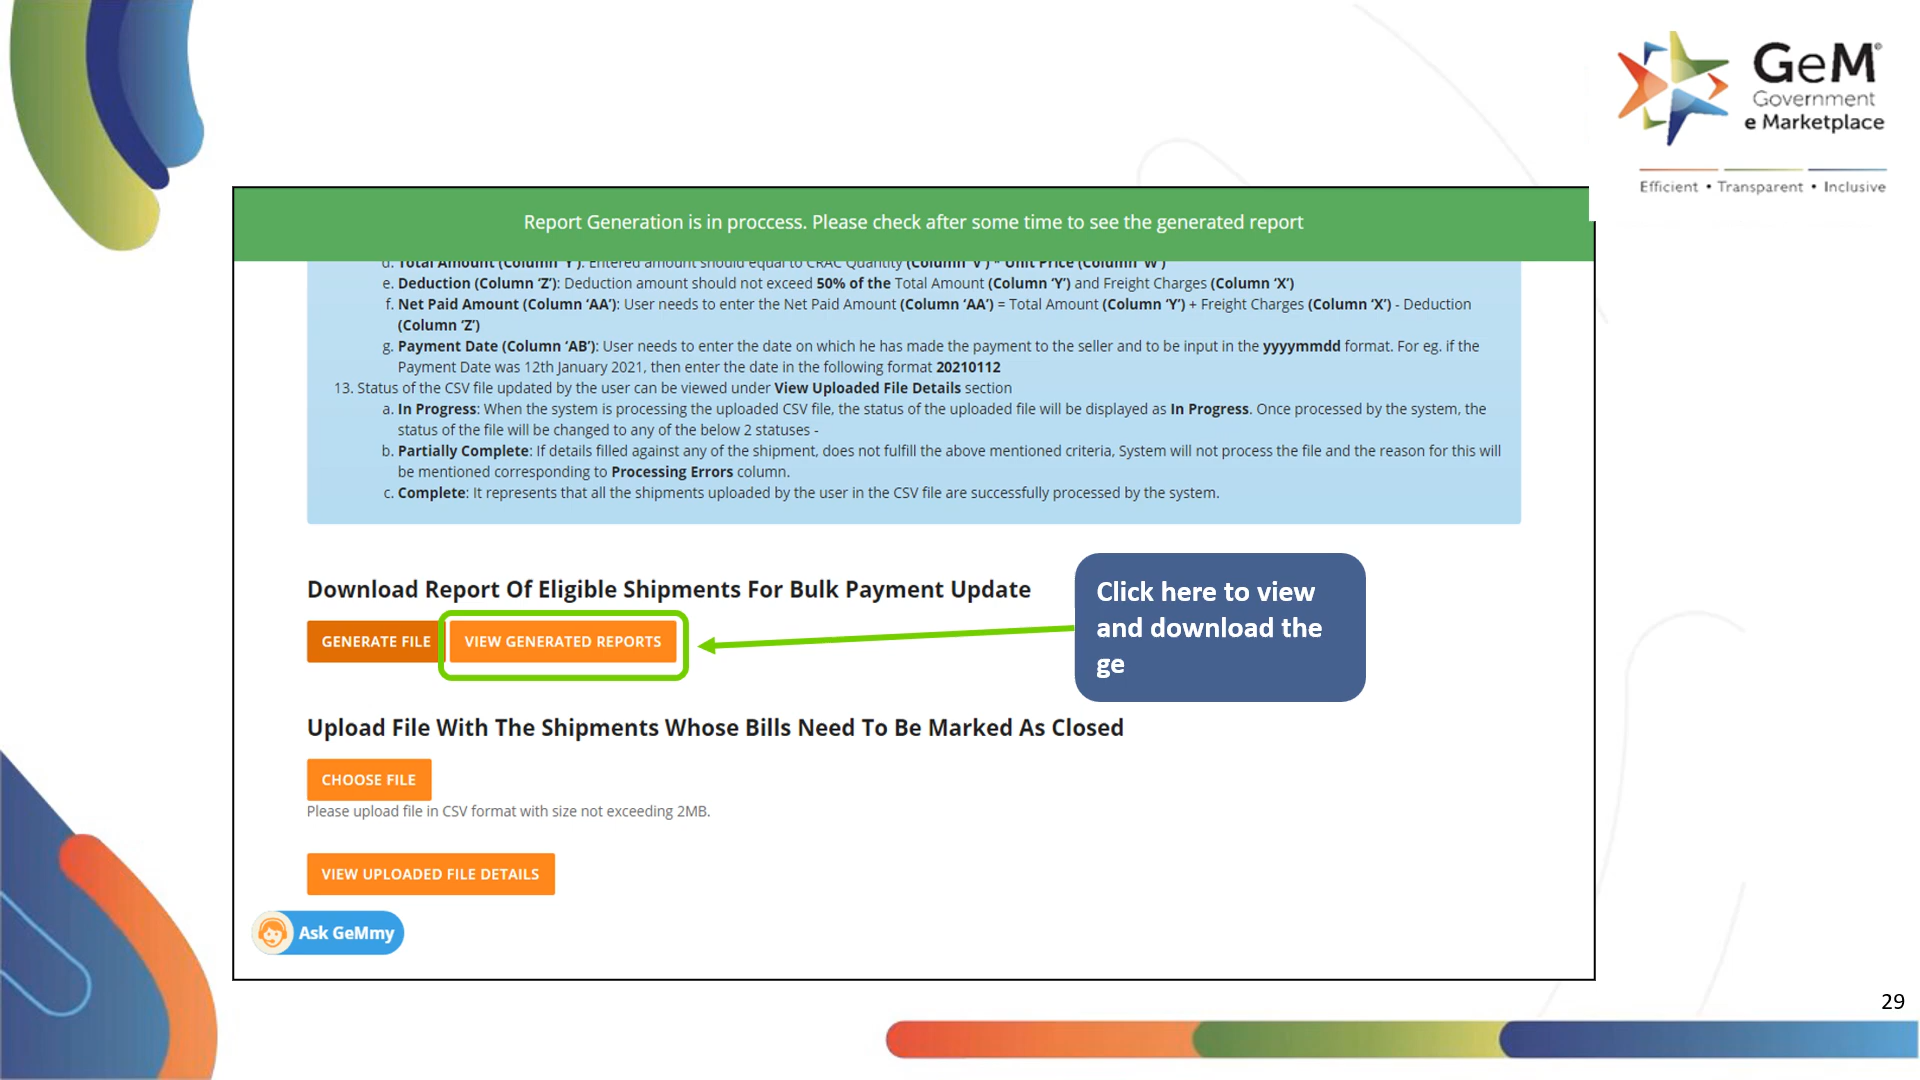 GeM®
Government
e Marketplace
Efficient • Transparent • Inclusive
Report Generation is in proccess. Please check after some time to see the generated report
d. Total Amount (Column 'Y'): Entered amount should equal to CRAC Quantity (Column 'V') * Unit Price (Column 'W')
e. Deduction (Column ‘Z’): Deduction amount should not exceed 50% of the Total Amount (Column ‘Y’) and Freight Charges (Column ‘X’)
f. Net Paid Amount (Column ‘AA’): User needs to enter the Net Paid Amount (Column ‘AA’) = Total Amount (Column ‘Y’) + Freight Charges (Column ‘X’) - Deduction
(Column ‘Z’)
g. Payment Date (Column ‘AB’): User needs to enter the date on which he has made the payment to the seller and to be input in the yyyymmdd format. For eg. if the
Payment Date was 12th January 2021, then enter the date in the following format 20210112
13. Status of the CSV file updated by the user can be viewed under View Uploaded File Details section
a. In Progress: When the system is processing the uploaded CSV file, the status of the uploaded file will be displayed as In Progress. Once processed by the system, the
status of the file will be changed to any of the below 2 statuses -
b. Partially Complete: If details filled against any of the shipment, does not fulfill the above mentioned criteria, System will not process the file and the reason for this will
be mentioned corresponding to Processing Errors column.
c. Complete: It represents that all the shipments uploaded by the user in the CSV file are successfully processed by the system.
Download Report Of Eligible Shipments For Bulk Payment Update
GENERATE FILE
VIEW GENERATED REPORTS
Click here to view
and download the
ge
Upload File With The Shipments Whose Bills Need To Be Marked As Closed
CHOOSE FILE
Please upload file in CSV format with size not exceeding 2MB.
VIEW UPLOADED FILE DETAILS
Ask GeMmy
29